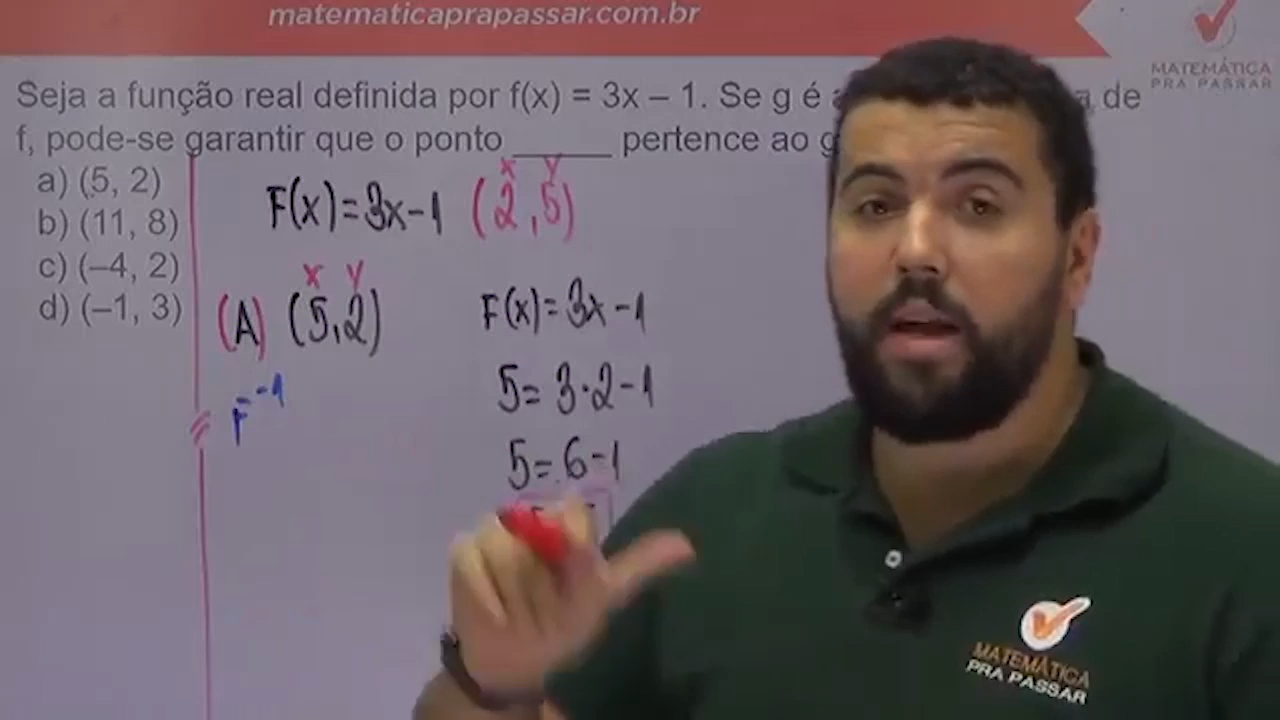 matematicaprapassar.com.br
MATEMÁTICA
PRA PASSAR
Seja a função real definida por f(x) = 3x – 1. Se g é a de
f, pode-se garantir que o ponto ______ pertence ao g
a) (5, 2)
b) (11, 8)
c) (–4, 2)
d) (–1, 3)
x y
F(x)=3x-1 (2,5)
x y
(A) (5,2)
F-1
F(x)=3x-1
5=3·2-1
5=6-1
MATEMÁTICA
PRA PASSAR